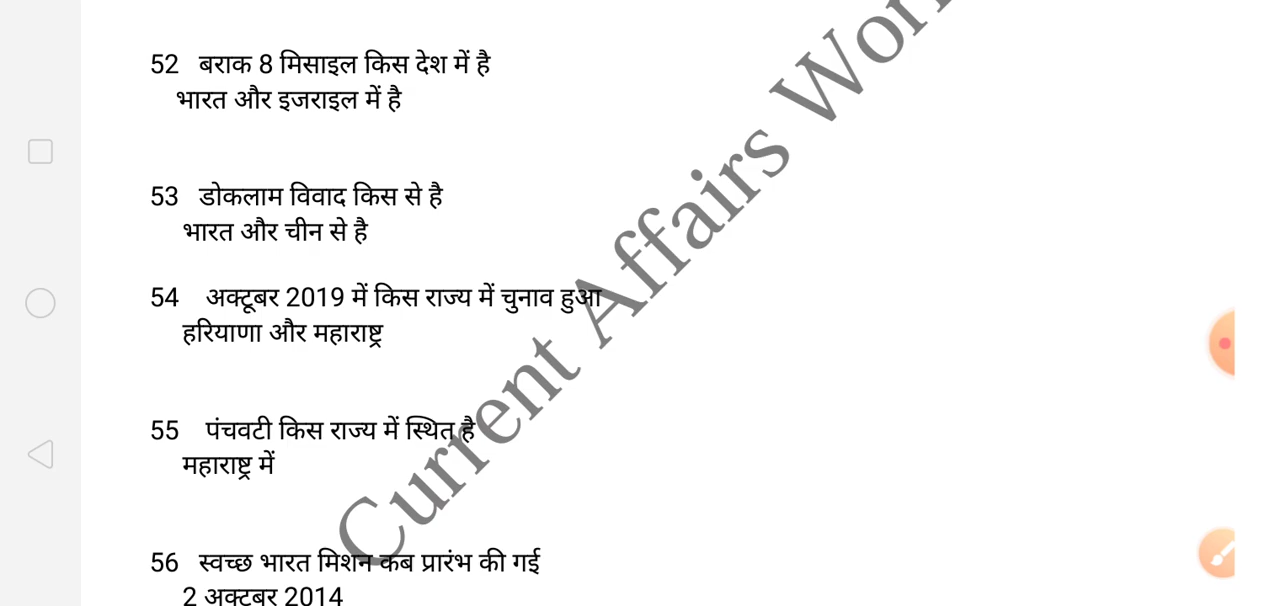 52 बराक 8 मिसाइल किस देश में है
भारत और इजराइल में है
53 डोकलाम विवाद किस से है
भारत और चीन से है
54 अक्टूबर 2019 में किस राज्य में चुनाव हुआ
हरियाणा और महाराष्ट्र
55 पंचवटी किस राज्य में स्थित है
महाराष्ट्र में
56 स्वच्छ भारत मिशन कब प्रारंभ की गई
2 अक्टूबर 2014
Current Affairs